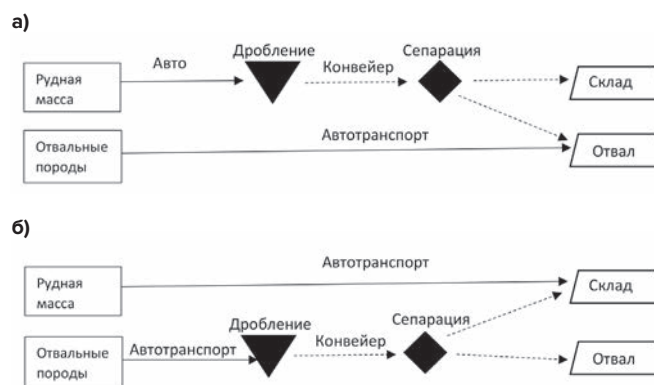 а)
Дробление
Сепарация
Авто
Конвейер
Рудная
масса
Склад
Автотранспорт
Отвальные
породы
Отвал
б)
Автотранспорт
Рудная
масса
Склад
Дробление
Сепарация
Конвейер
Отвальные
породы
Автотранспорт
Отвал